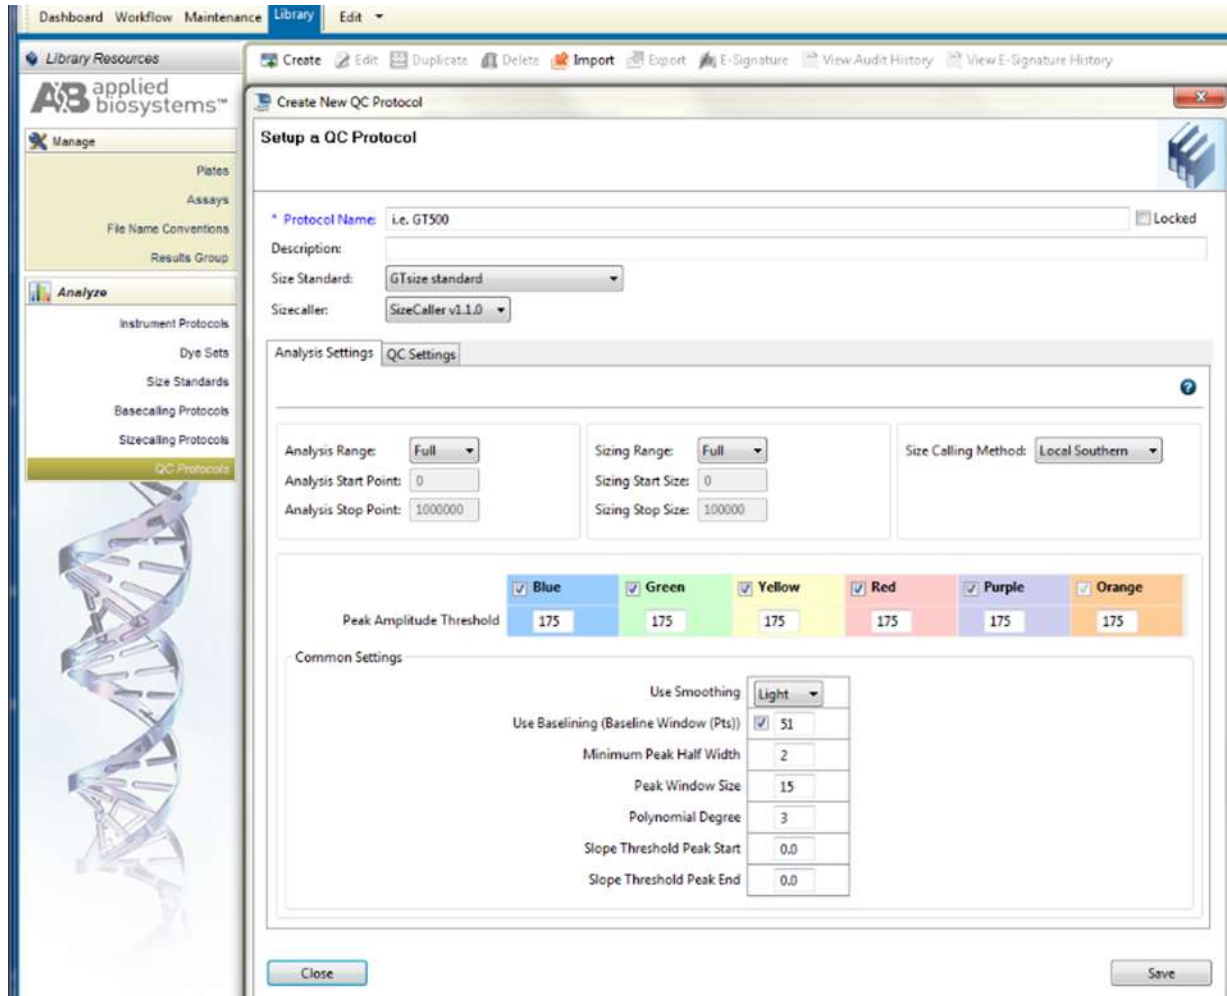 Dashboard Workflow Maintenance Library Edit
Library Resources
Create Edit Duplicate Delete Import Export E-Signature View Audit History View E-Signature History
AB applied biosystems™
Create New QC Protocol
Setup a QC Protocol
Manage
Plates
Assays
File Name Conventions
Results Group
Analyze
Instrument Protocols
Dye Sets
Size Standards
Basecalling Protocols
Sizecalling Protocols
QC Protocols
* Protocol Name: i.e. GT500 Locked
Description:
Size Standard: GTsize standard
Sizecaller: SizeCaller v1.1.0
Analysis Settings QC Settings
?
Analysis Range: Full Sizing Range: Full Size Calling Method: Local Southern
Analysis Start Point: 0 Sizing Start Size: 0
Analysis Stop Point: 1000000 Sizing Stop Size: 100000
Blue Green Yellow Red Purple Orange
Peak Amplitude Threshold 175 175 175 175 175 175
Common Settings
Use Smoothing Light
Use Baselining (Baseline Window (Pts)) 51
Minimum Peak Half Width 2
Peak Window Size 15
Polynomial Degree 3
Slope Threshold Peak Start 0.0
Slope Threshold Peak End 0.0
Close Save